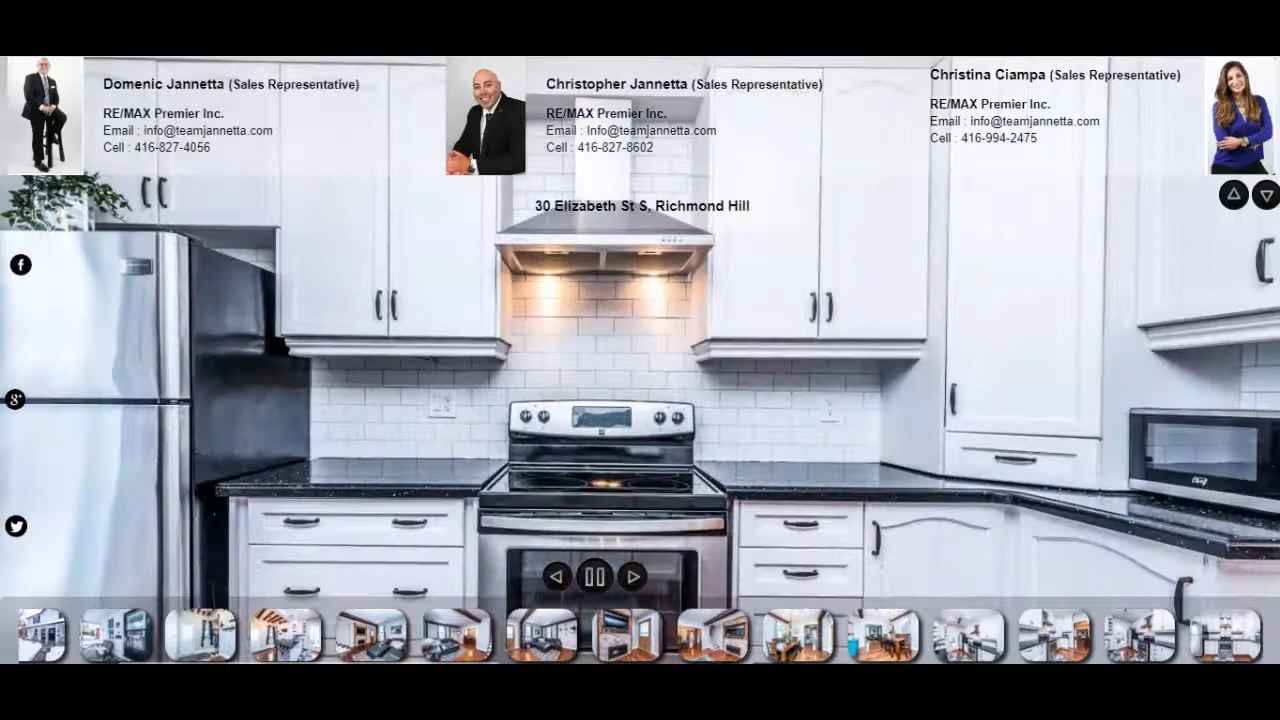 Domenic Jannetta (Sales Representative)
RE/MAX Premier Inc.
Email : info@teamjannetta.com
Cell : 416-827-4056
Christopher Jannetta (Sales Representative)
RE/MAX Premier Inc.
Email : Info@teamjannetta.com
Cell : 416-827-8602
Christina Ciampa (Sales Representative)
RE/MAX Premier Inc.
Email : info@teamjannetta.com
Cell : 416-994-2475
30 Elizabeth St S, Richmond Hill